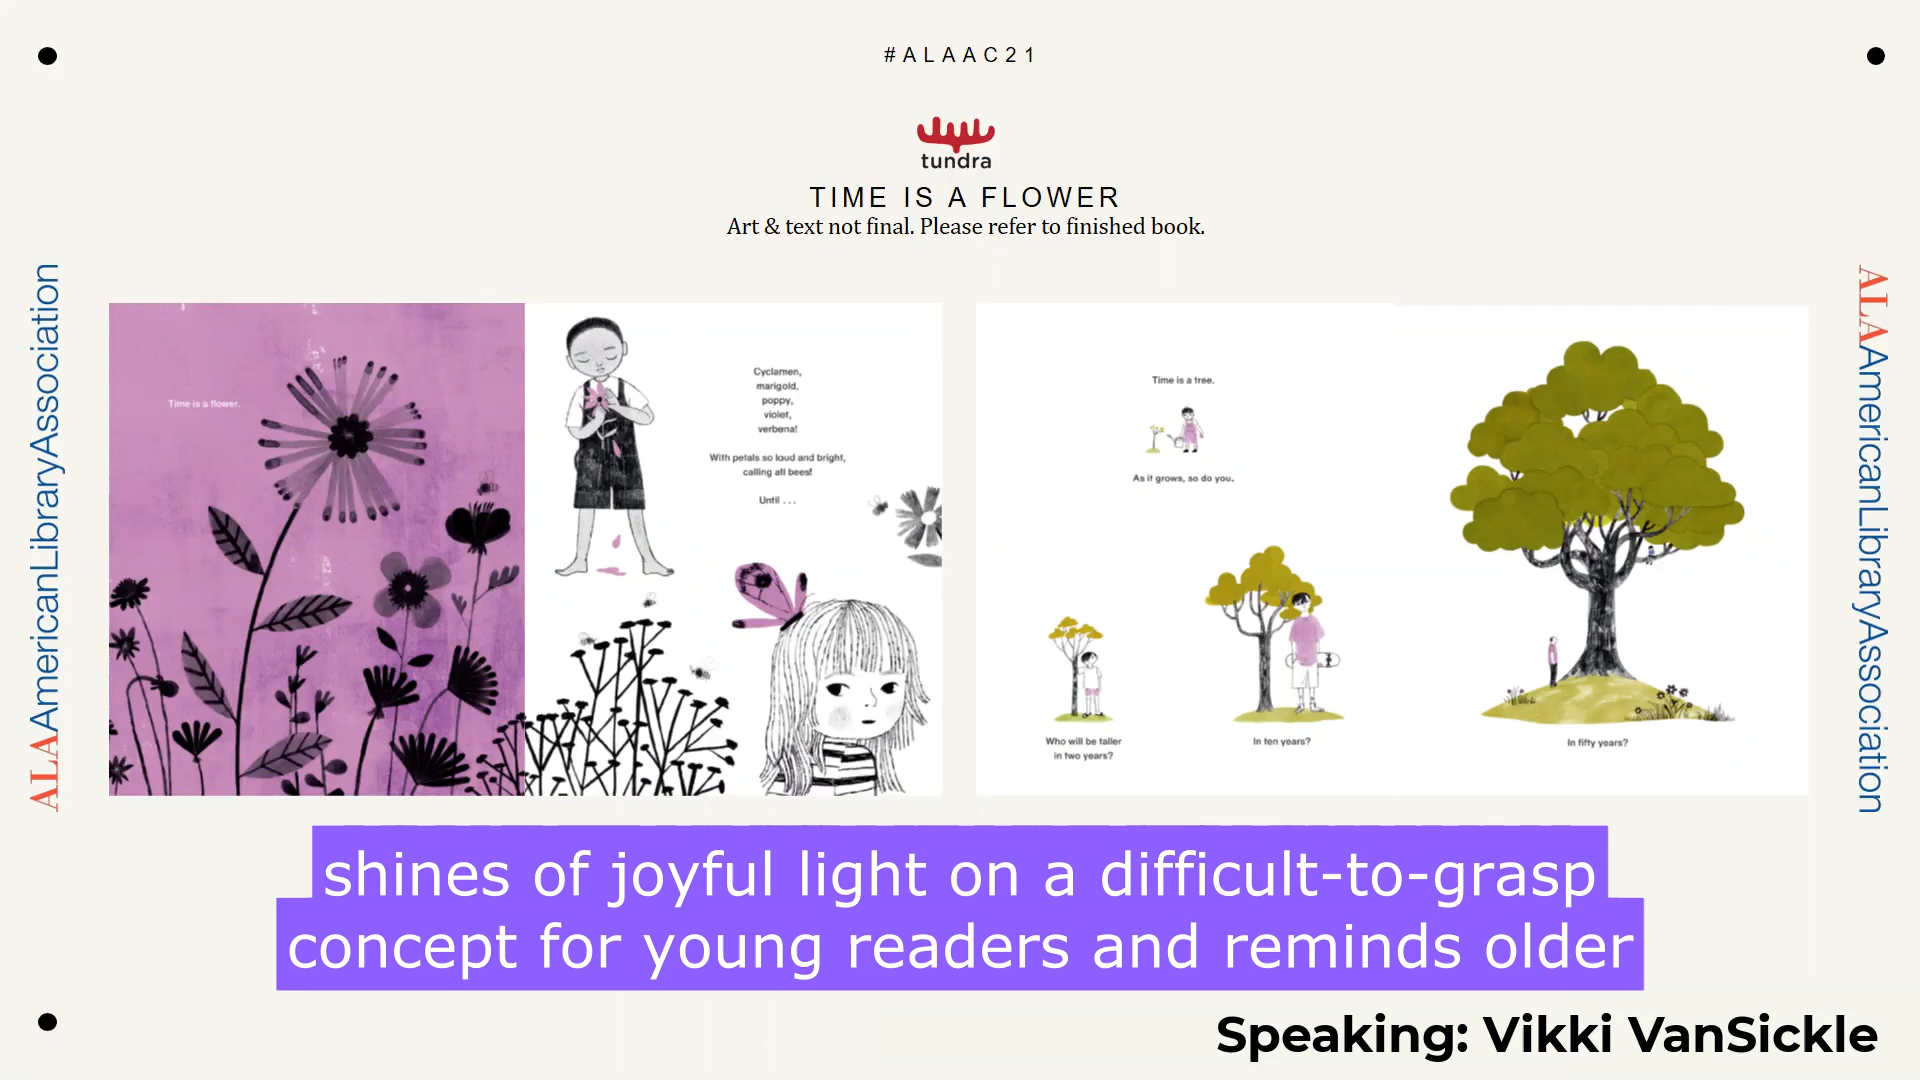 #ALAAC21
tundra
TIME IS A FLOWER
Art & text not final. Please refer to finished book.
ALAAmericanLibraryAssociation
Time is a flower.
Cyclamen,
marigold,
poppy,
violet,
verbena!
With petals so loud and bright,
calling all bees!
Until . . .
Time is a tree.
As it grows, so do you.
Who will be taller
in two years?
In ten years?
In fifty years?
ALAAmericanLibraryAssociation
shines of joyful light on a difficult-to-grasp
concept for young readers and reminds older
Speaking: Vikki VanSickle